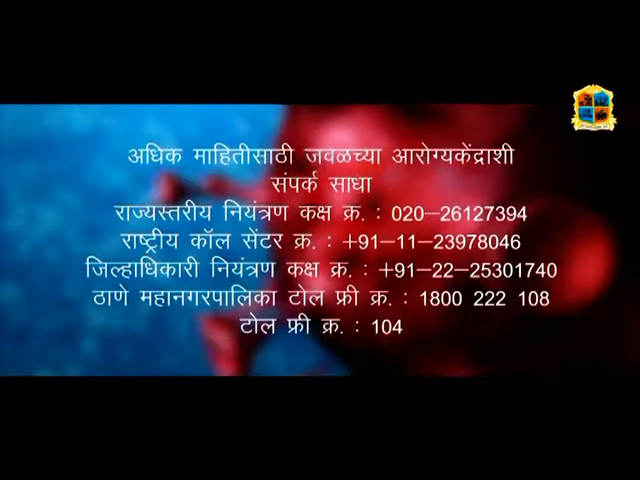 अधिक माहितीसाठी जवळच्या आरोग्यकेंद्राशी
संपर्क साधा
राज्यस्तरीय नियंत्रण कक्ष क्र. : 020–26127394
राष्ट्रीय कॉल सेंटर क्र. : +91–11–23978046
जिल्हाधिकारी नियंत्रण कक्ष क्र. : +91–22–25301740
ठाणे महानगरपालिका टोल फ्री क्र. : 1800 222 108
टोल फ्री क्र. : 104